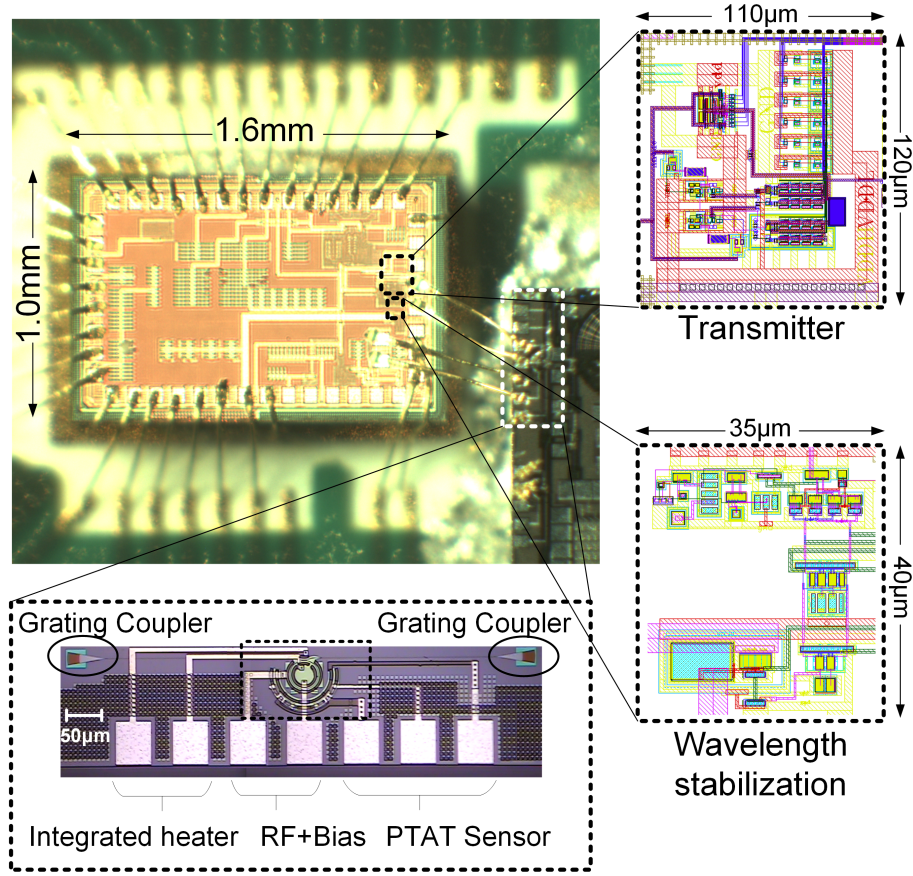 110μm
1.6mm
1.0mm
120μm
VDD
Transmitter
35μm
40μm
Wavelength
stabilization
Grating Coupler
Grating Coupler
50μm
Integrated heater
RF+Bias
PTAT Sensor